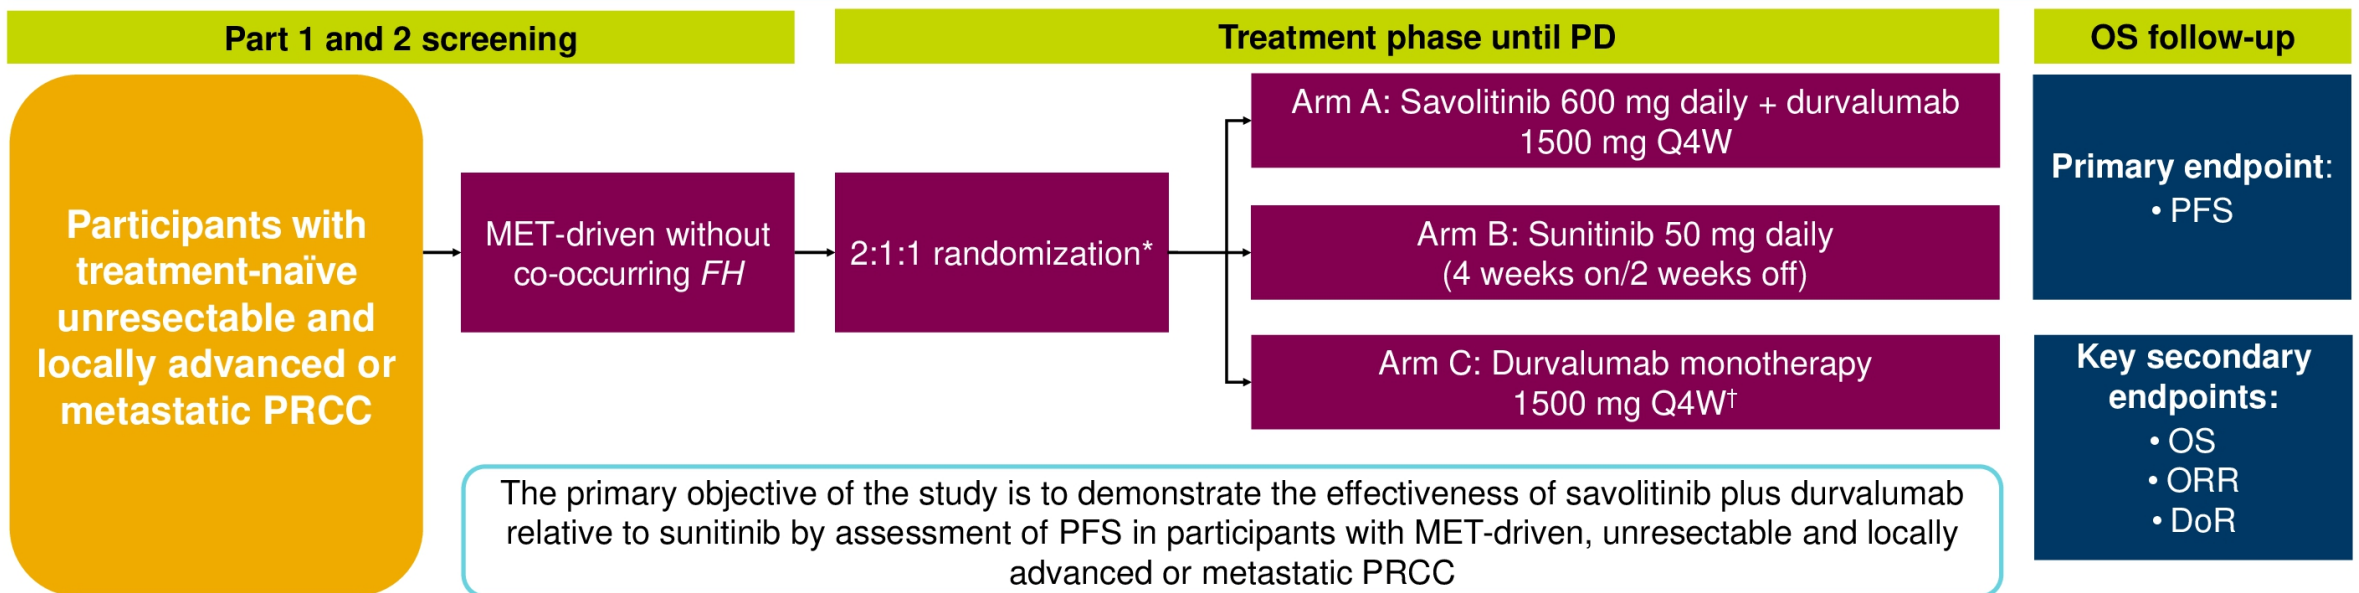 Part 1 and 2 screening
Treatment phase until PD
OS follow-up
Participants with
treatment-naïve
unresectable and
locally advanced or
metastatic PRCC
MET-driven without
co-occurring FH
2:1:1 randomization*
Arm A: Savolitinib 600 mg daily + durvalumab
1500 mg Q4W
Arm B: Sunitinib 50 mg daily
(4 weeks on/2 weeks off)
Arm C: Durvalumab monotherapy
1500 mg Q4W†
Primary endpoint:
• PFS
Key secondary
endpoints:
• OS
• ORR
• DoR
The primary objective of the study is to demonstrate the effectiveness of savolitinib plus durvalumab
relative to sunitinib by assessment of PFS in participants with MET-driven, unresectable and locally
advanced or metastatic PRCC